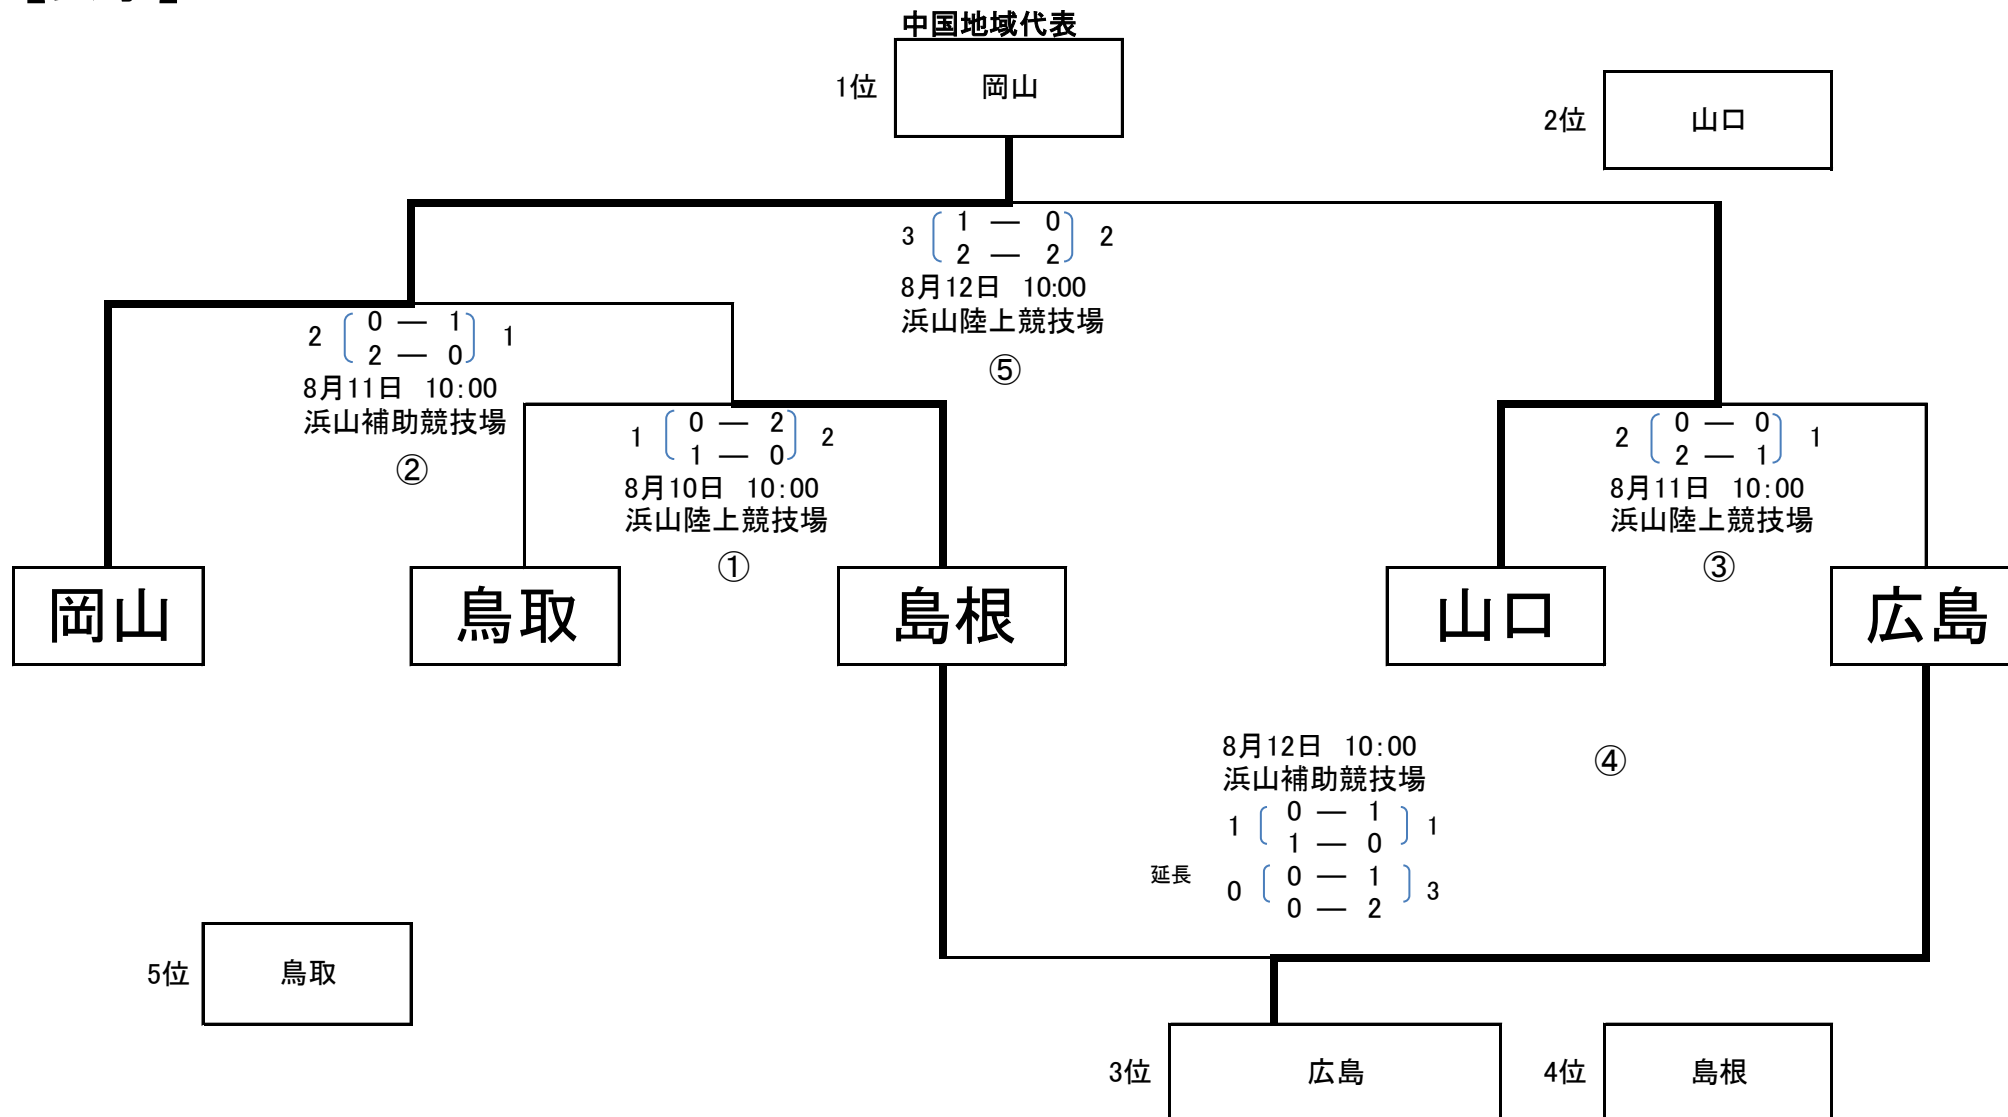 中国地域代表
1位 岡山
2位 山口
3 1 — 0 2
2 — 2
8月12日 10:00
浜山陸上競技場
⑤
2 0 — 1 1
2 — 0
8月11日 10:00
浜山補助競技場
②
1 0 — 2 2
1 — 0
8月10日 10:00
浜山陸上競技場
①
2 0 — 0 1
2 — 1
8月11日 10:00
浜山陸上競技場
③
岡山 鳥取 島根 山口 広島
8月12日 10:00
浜山補助競技場
④
1 0 — 1 1
1 — 0
延長 0 0 — 1 3
0 — 2
5位 鳥取
3位 広島
4位 島根